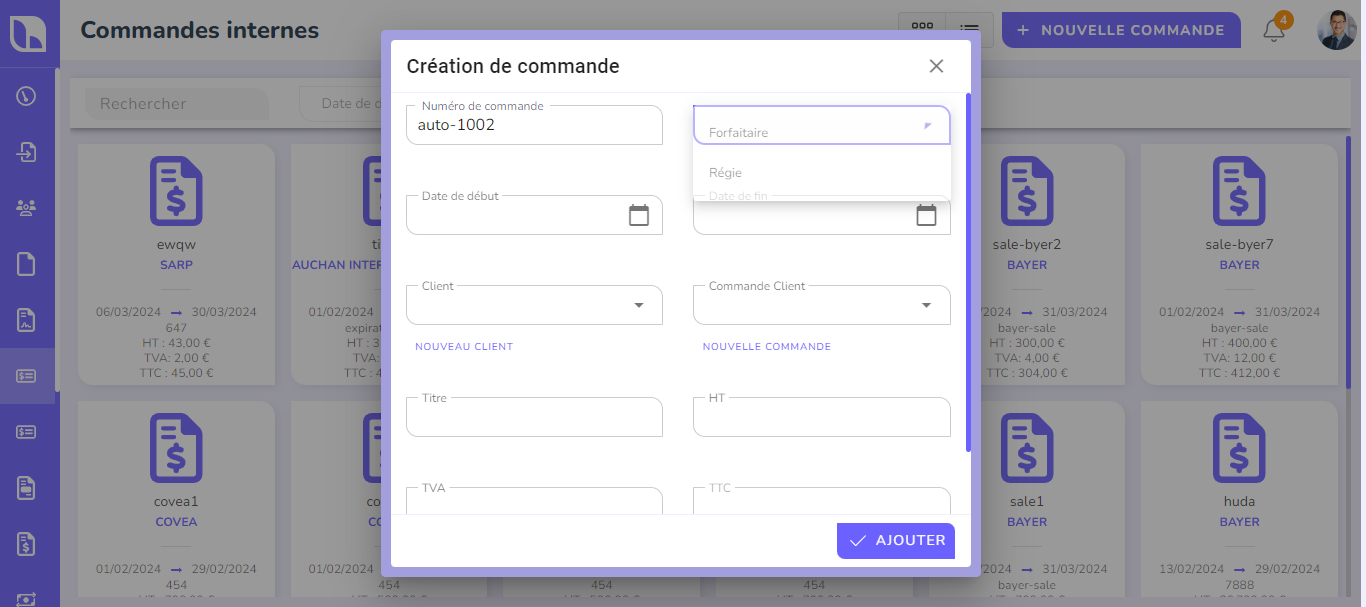 Commandes internes
NOUVELLE COMMANDE
4
Rechercher
Date de d
Création de commande
Numéro de commande
auto-1002
Forfaitaire
Régie
Date de début
Date de fin
Client
Commande Client
NOUVEAU CLIENT
NOUVELLE COMMANDE
Titre
HT
TVA
TTC
AJOUTER
ewqw
SARP
06/03/2024 → 30/03/2024
647
HT : 43,00 €
TVA: 2,00 €
TTC : 45,00 €
ti
AUCHAN INTER
01/02/202
expirat
HT : 3
TVA:
TTC : 4
sale-byer2
BAYER
01/02/2024 → 31/03/2024
bayer-sale
HT : 300,00 €
TVA: 4,00 €
TTC : 304,00 €
sale-byer7
BAYER
01/02/2024 → 31/03/2024
bayer-sale
HT : 400,00 €
TVA: 12,00 €
TTC : 412,00 €
covea1
COVEA
01/02/2024 → 29/02/2024
454
co
CO
01/02/202
454
454
454
sale1
BAYER
→ 31/03/2024
bayer-sale
huda
BAYER
13/02/2024 → 29/02/2024
7888